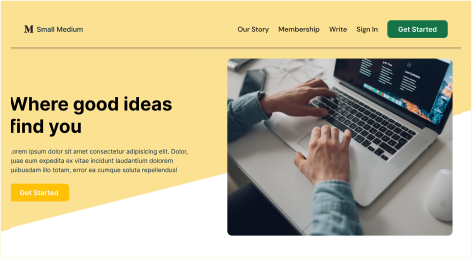 M Small Medium
Our Story Membership Write Sign In Get Started
Where good ideas
find you
.orem ipsum dolor sit amet consectetur adipisicing elit. Dolor,
quae eum expedita ex vitae incidunt laudantium dolorem
quibusdam illo totam, error ea cumque soluta repellendus!
Get Started